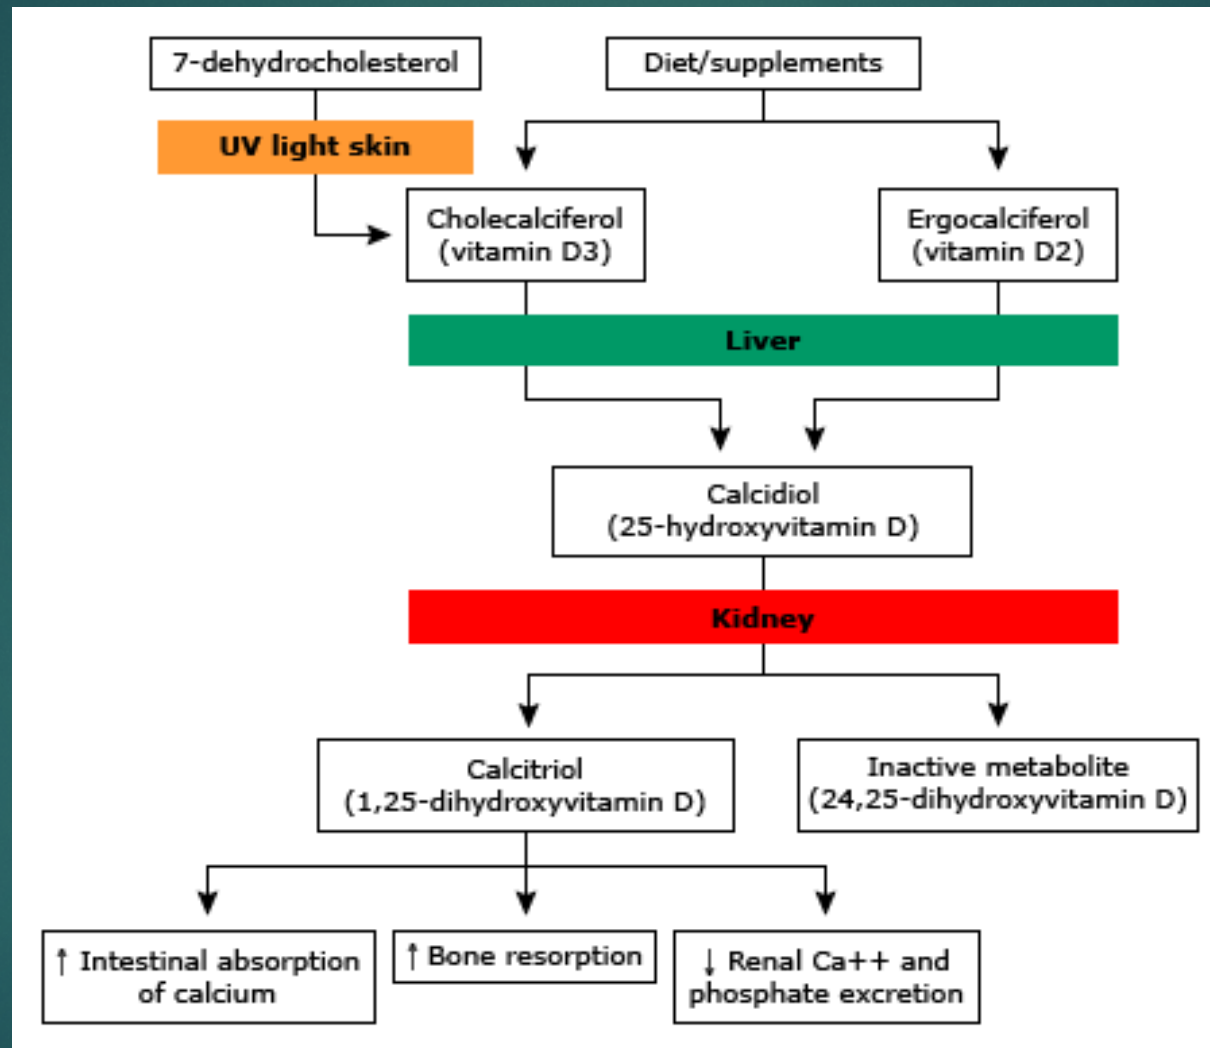 7-dehydrocholesterol
Diet/supplements
UV light skin
Cholecalciferol
(vitamin D3)
Ergocalciferol
(vitamin D2)
Liver
Calcidiol
(25-hydroxyvitamin D)
Kidney
Calcitriol
(1,25-dihydroxyvitamin D)
Inactive metabolite
(24,25-dihydroxyvitamin D)
↑ Intestinal absorption
of calcium
↑ Bone resorption
↓ Renal Ca++ and
phosphate excretion